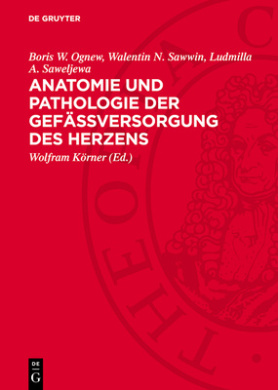 DE GRUYTER
Boris W. Ognew, Walentin N. Sawwin, Ludmilla
A. Saweljewa
ANATOMIE UND
PATHOLOGIE DER
GEFÄSSVERSORGUNG
DES HERZENS
Wolfram Körner (Ed.)
DE
G